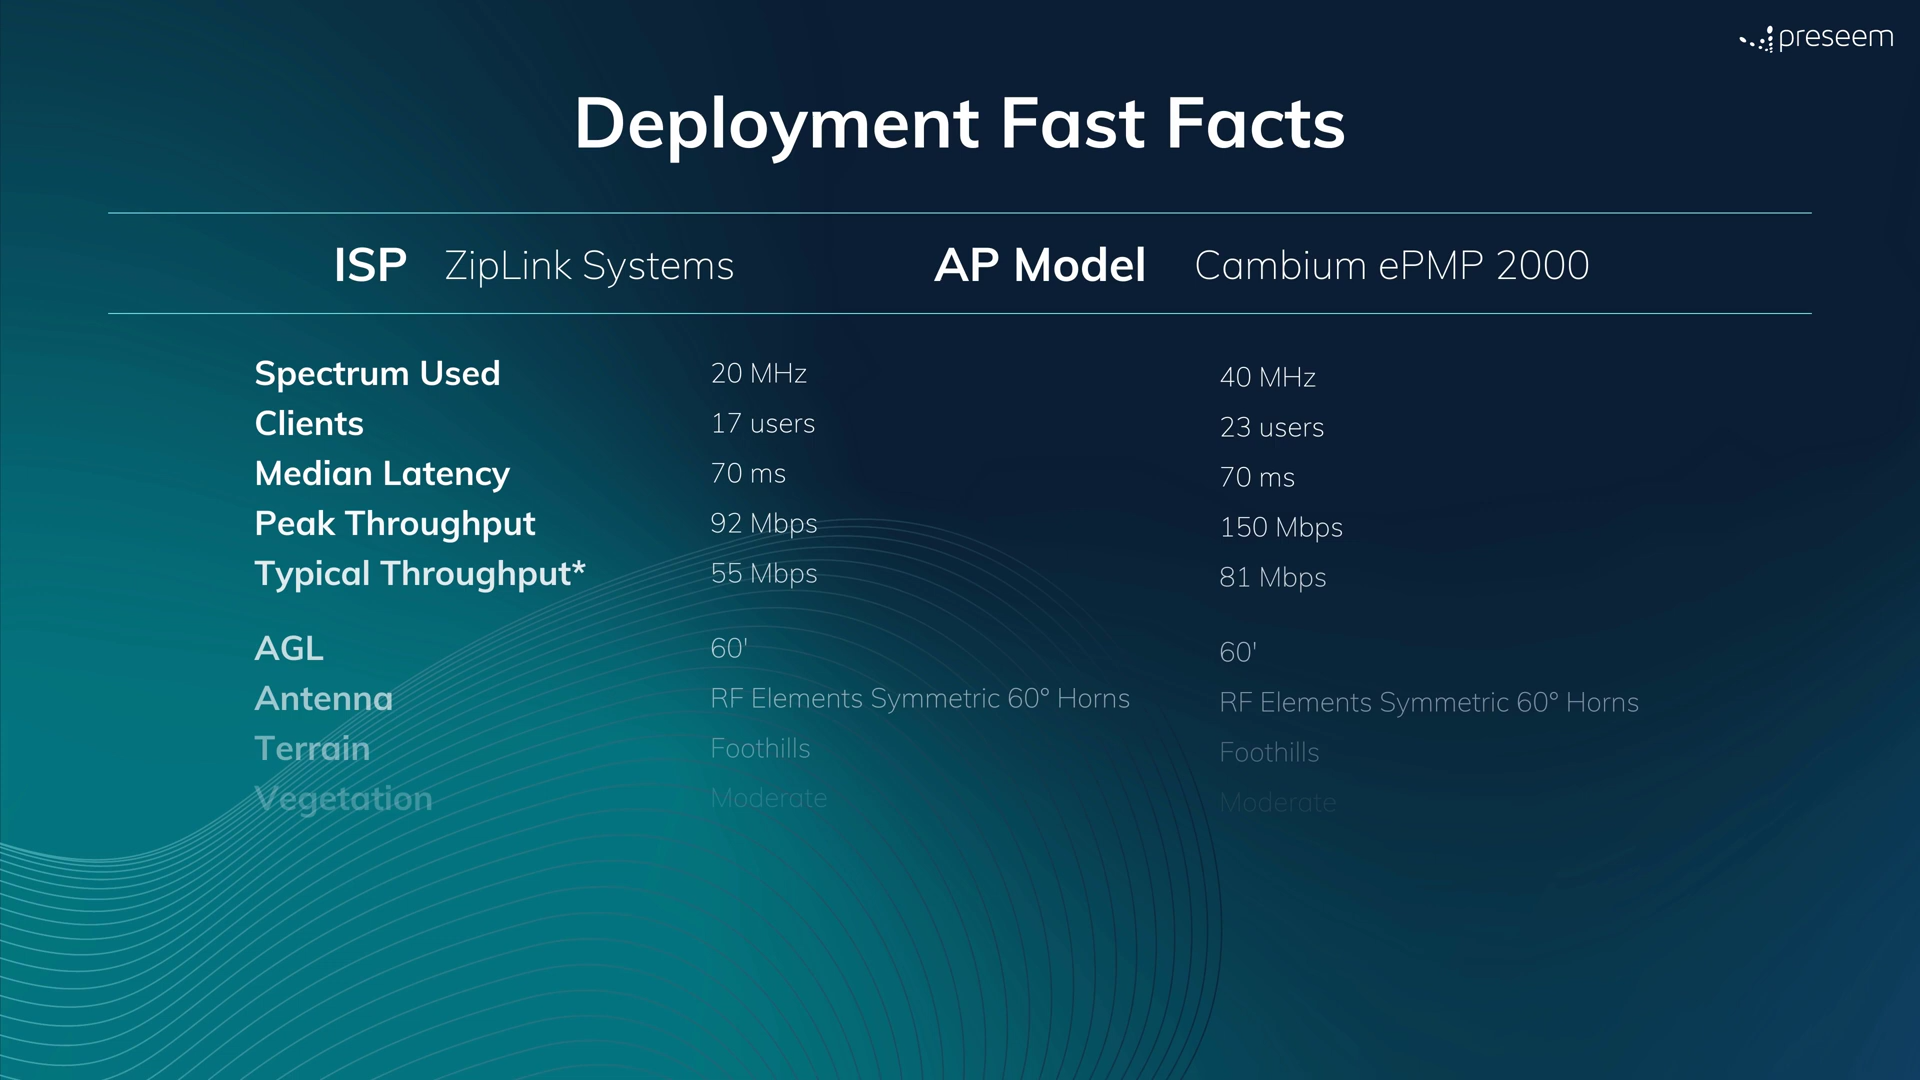 preseem
Deployment Fast Facts
ISP ZipLink Systems AP Model Cambium ePMP 2000
Spectrum Used 20 MHz 40 MHz
Clients 17 users 23 users
Median Latency 70 ms 70 ms
Peak Throughput 92 Mbps 150 Mbps
Typical Throughput* 55 Mbps 81 Mbps
AGL 60' 60'
Antenna RF Elements Symmetric 60° Horns RF Elements Symmetric 60° Horns
Terrain Foothills Foothills
Vegetation Moderate Moderate